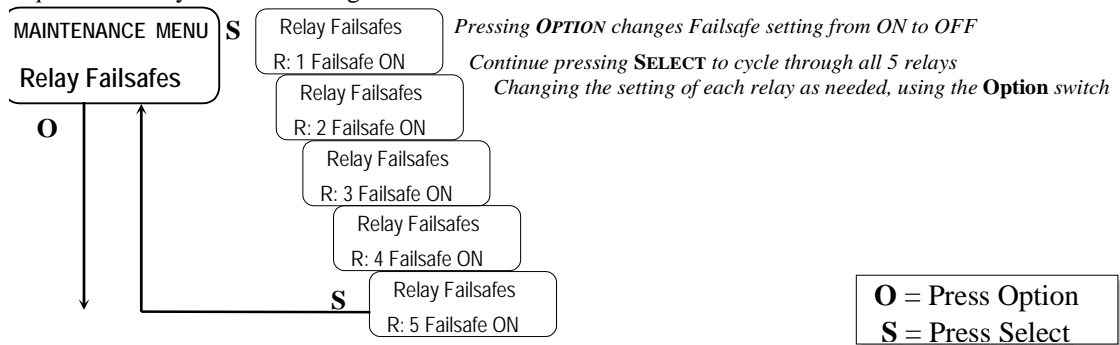 MAINTENANCE MENU
Relay Failsafes
S
Relay Failsafes
R: 1 Failsafe ON
Pressing OPTION changes Failsafe setting from ON to OFF
Continue pressing SELECT to cycle through all 5 relays
Changing the setting of each relay as needed, using the Option switch
Relay Failsafes
R: 2 Failsafe ON
O
Relay Failsafes
R: 3 Failsafe ON
Relay Failsafes
R: 4 Failsafe ON
S
Relay Failsafes
R: 5 Failsafe ON
O = Press Option
S = Press Select